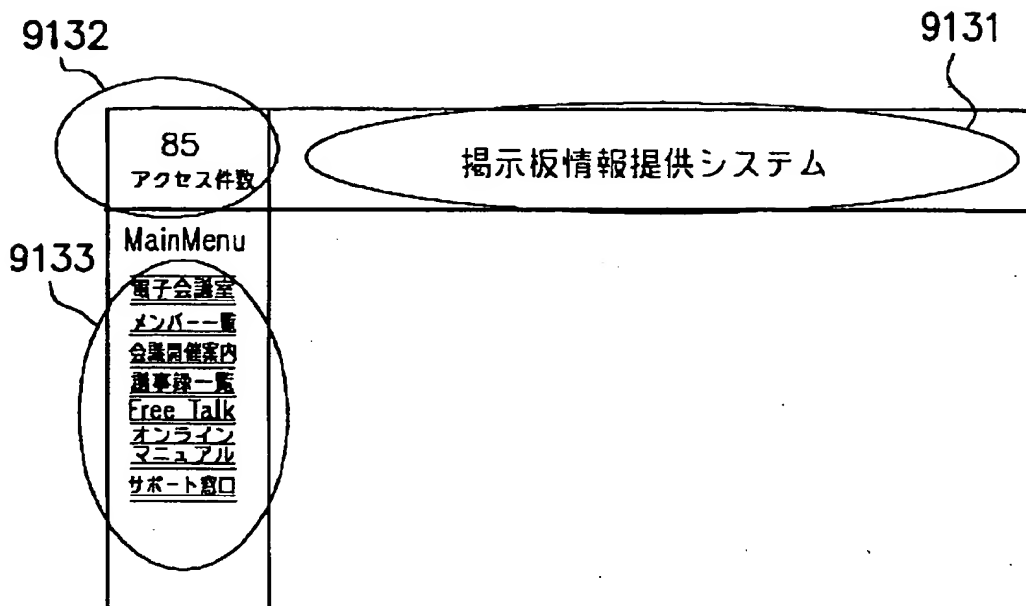 9132
9131
85
アクセス件数
掲示板情報提供システム
MainMenu
9133
電子会議室
メンバー一覧
会議開催案内
議事録一覧
Free Talk
オンライン
マニュアル
サポート窓口